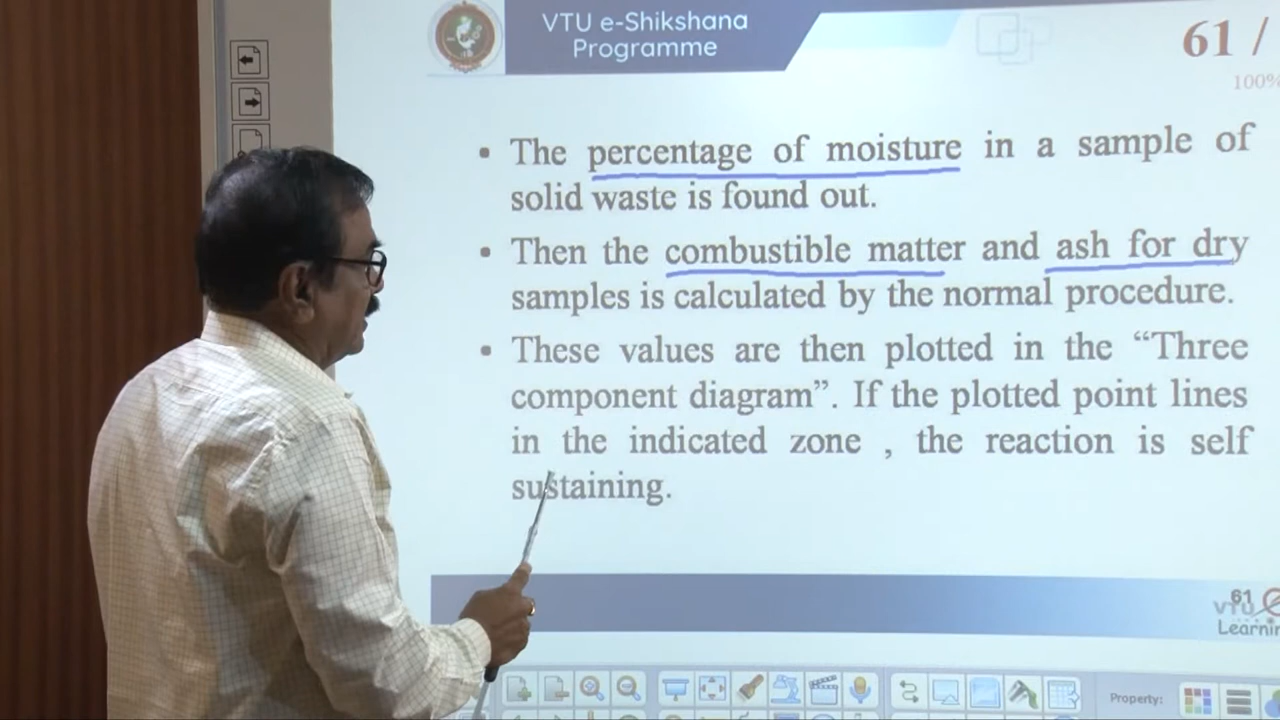 VTU e-Shikshana
Programme
61 /
100%
• The percentage of moisture in a sample of
solid waste is found out.
• Then the combustible matter and ash for dry
samples is calculated by the normal procedure.
• These values are then plotted in the “Three
component diagram”. If the plotted point lines
in the indicated zone , the reaction is self
sustaining.
61
VTU
Learnin
Property: